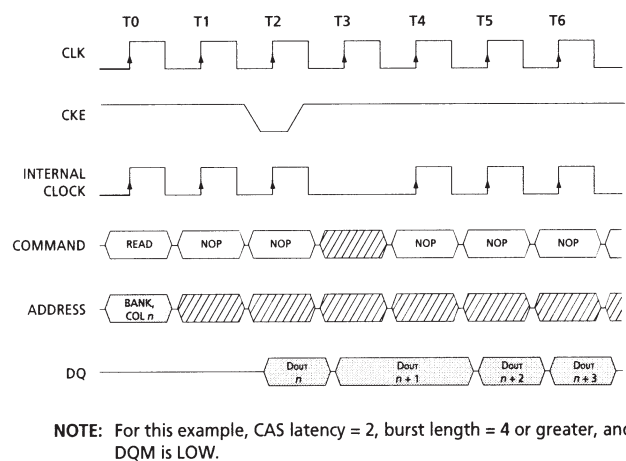 T0 T1 T2 T3 T4 T5 T6
CLK
CKE
INTERNAL
CLOCK
COMMAND READ NOP NOP NOP NOP NOP
ADDRESS BANK,
COL n
DQ DOUT DOUT DOUT DOUT
n n + 1 n + 2 n + 3
NOTE: For this example, CAS latency = 2, burst length = 4 or greater, and
DQM is LOW.